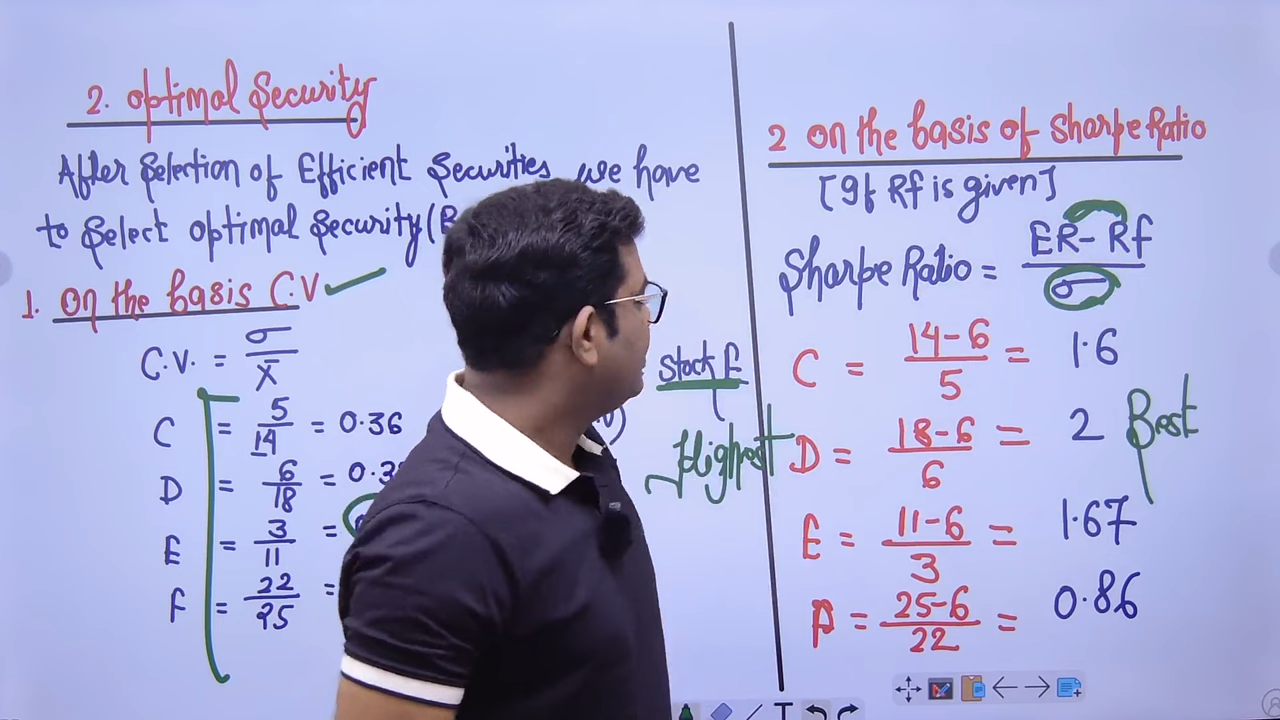 2. Optimal Security
After Selection of Efficient Securities we have
to Select Optimal Security (B
1. On the basis C.V
C.V. = σ / X̄
C = 5/14 = 0.36
D = 6/18 = 0.3
E = 3/11 =
F = 22/25 =
Stock E
Highest
2 On the basis of Sharpe Ratio
[If Rf is given]
Sharpe Ratio = ER - Rf / σ
C = 14-6 / 5 = 1.6
D = 18-6 / 6 = 2 Best
E = 11-6 / 3 = 1.67
= 25-6 / 22 = 0.86
T